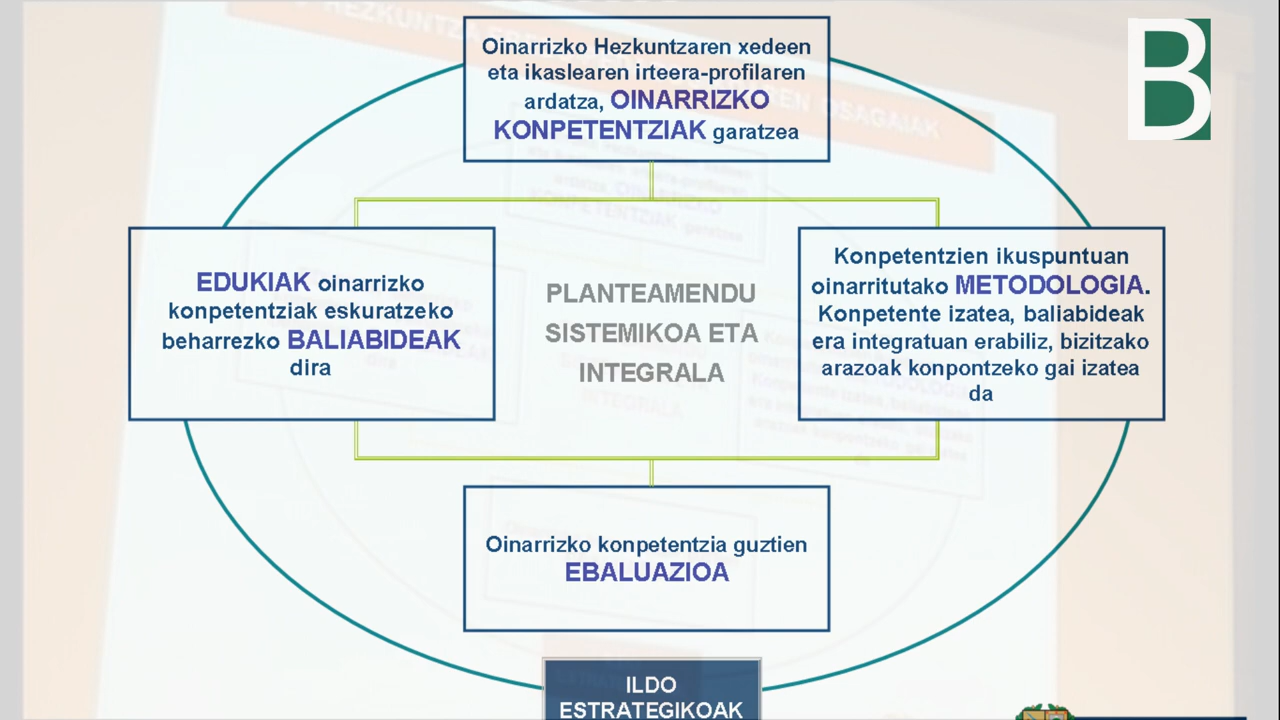 Oinarrizko Hezkuntzaren xedeen
eta ikaslearen irteera-profilaren
ardatza, OINARRIZKO
KONPETENTZIAK garatzea
B
EDUKIAK oinarrizko
konpetentziak eskuratzeko
beharrezko BALIABIDEAK
dira
PLANTEAMENDU
SISTEMIKOA ETA
INTEGRALA
Konpetentzien ikuspuntuan
oinarritutako METODOLOGIA.
Konpetente izatea, baliabideak
era integratuan erabiliz, bizitzako
arazoak konpontzeko gai izatea
da
Oinarrizko konpetentzia guztien
EBALUAZIOA
ILDO
ESTRATEGIKOAK